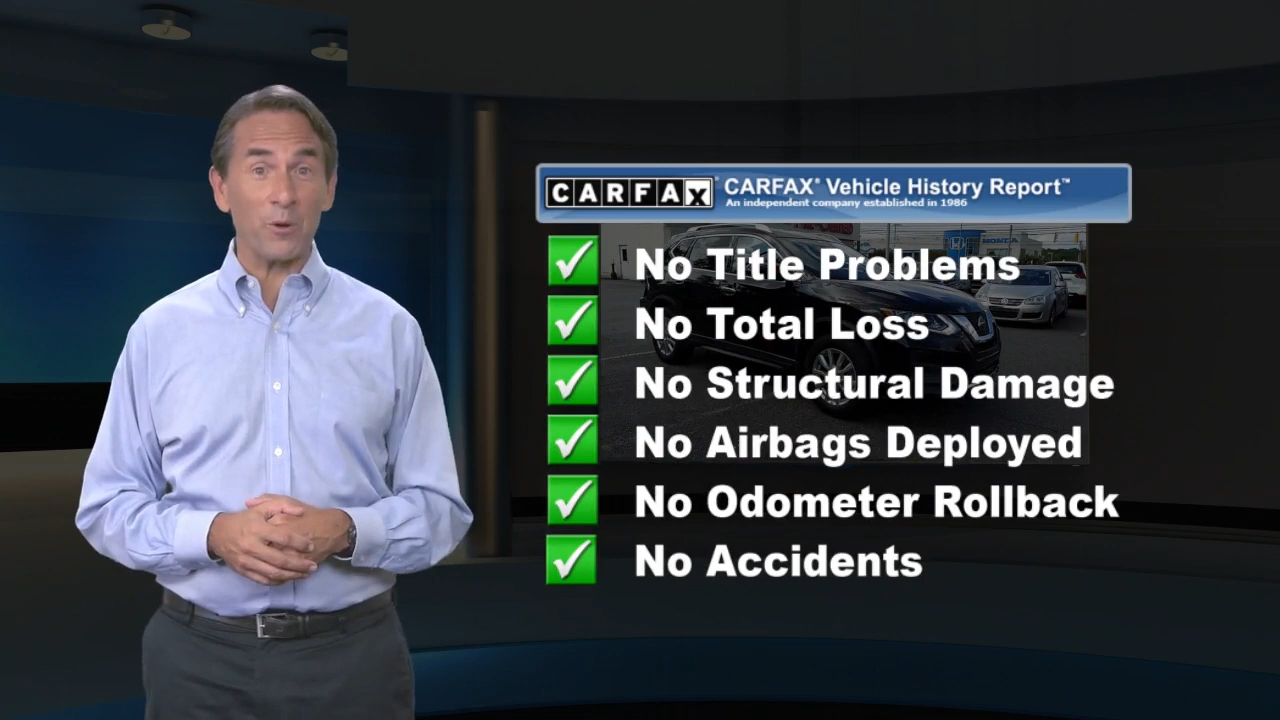 CARFAX® CARFAX® Vehicle History Report™
An independent company established in 1986
No Title Problems
No Total Loss
No Structural Damage
No Airbags Deployed
No Odometer Rollback
No Accidents
HONDA